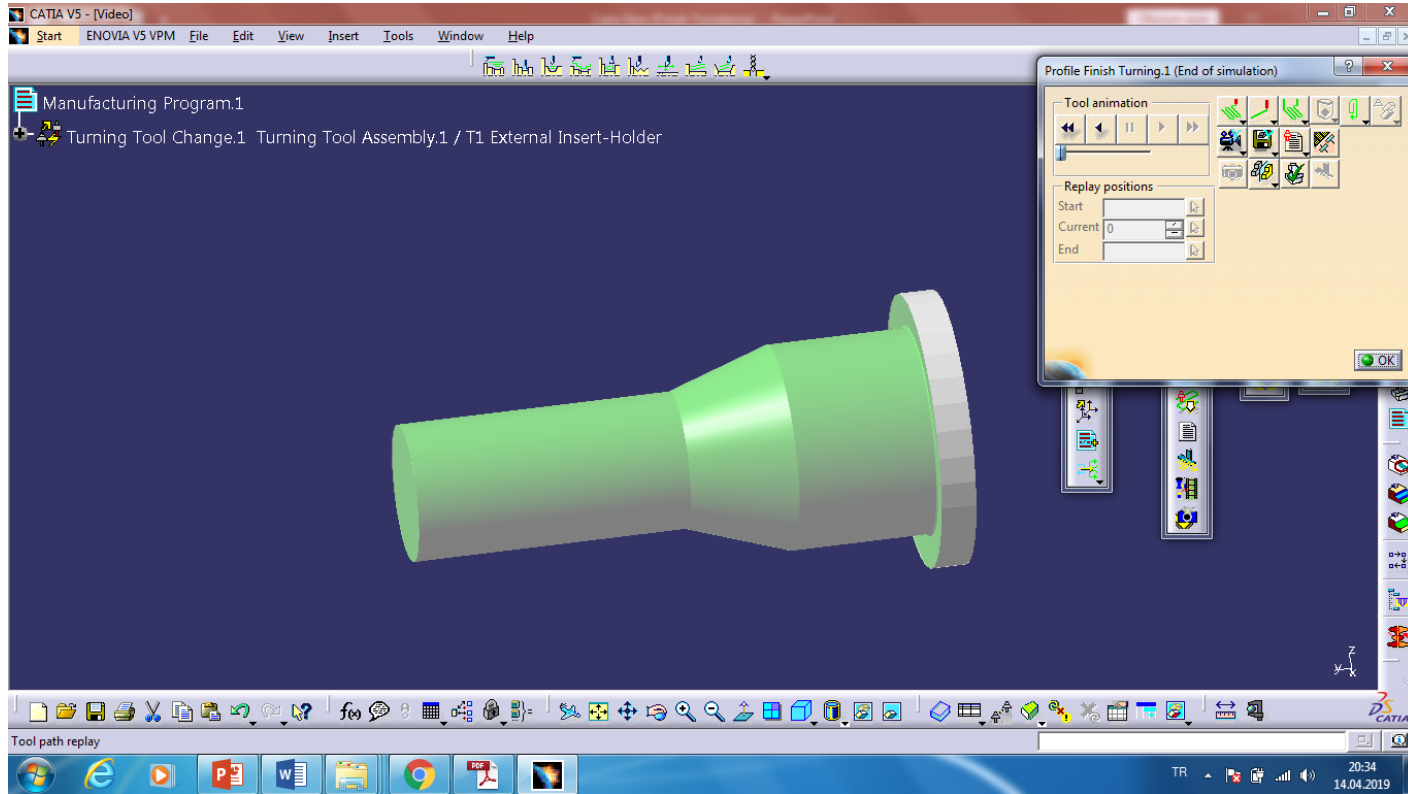 CATIA V5 - [Video]
Start ENOVIA V5 VPM File Edit View Insert Tools Window Help
Manufacturing Program.1
Turning Tool Change.1 Turning Tool Assembly.1 / T1 External Insert-Holder
Profile Finish Turning.1 (End of simulation)
Tool animation
Replay positions
Start
Current 0
End
OK
z
y x
f(x)
CATIA
Tool path replay
PDF
TR
20:34
14.04.2019